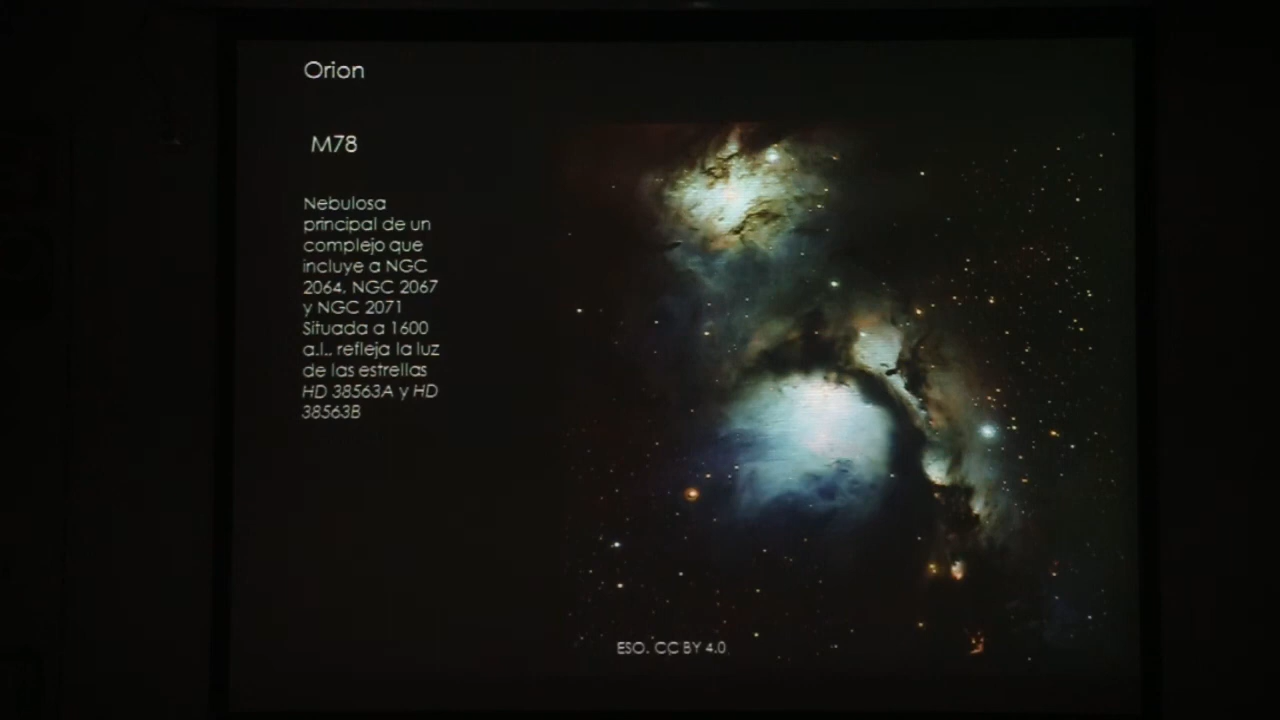 Orion
M78
Nebulosa
principal de un
complejo que
incluye a NGC
2064, NGC 2067
y NGC 2071
Situada a 1600
a.l., refleja la luz
de las estrellas
HD 38563A y HD
38563B
ESO. CC BY 4.0